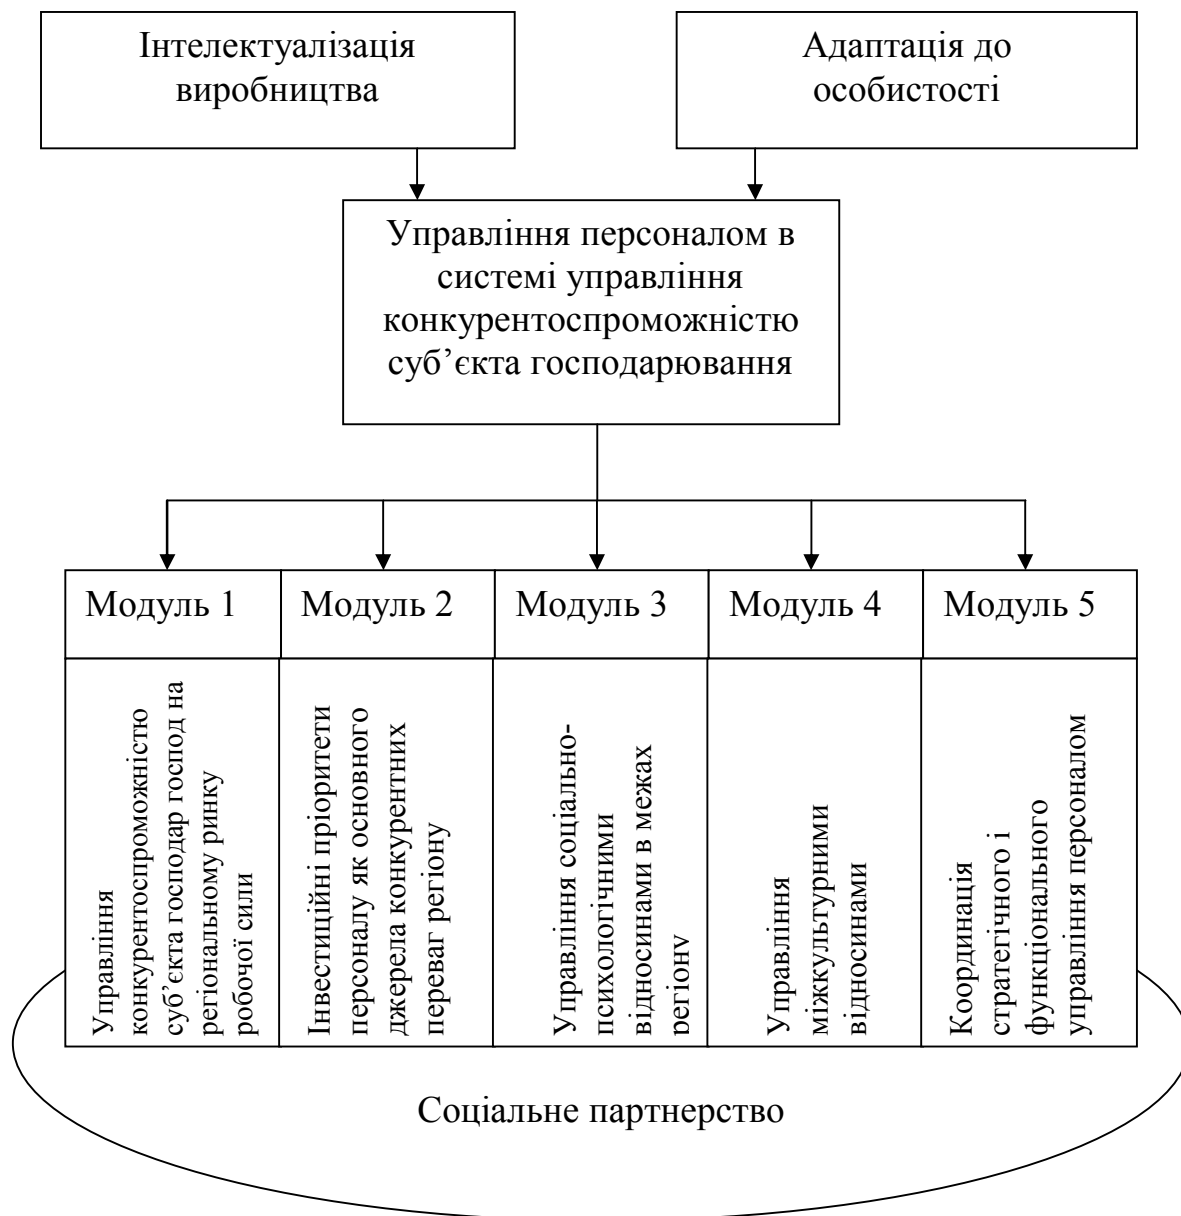 Інтелектуалізація
виробництва
Адаптація до
особистості
Управління персоналом в
системі управління
конкурентоспроможністю
суб’єкта господарювання
Модуль 1
Модуль 2
Модуль 3
Модуль 4
Модуль 5
Управління
конкурентоспроможністю
суб’єкта господар господ на
регіональному ринку
робочої сили
Інвестиційні пріоритети
персоналу як основного
джерела конкурентних
переваг регіону
Управління соціально-
психологічними
відносинами в межах
регіону
Управління
міжкультурними
відносинами
Координація
стратегічного і
функціонального
управління персоналом
Соціальне партнерство